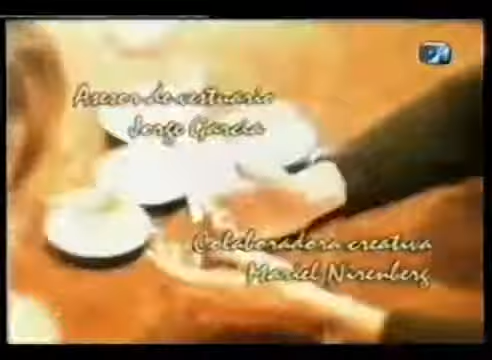 Asesor de vestuario
Jorge García
Colaboradora creativa
Mariel Nirenberg